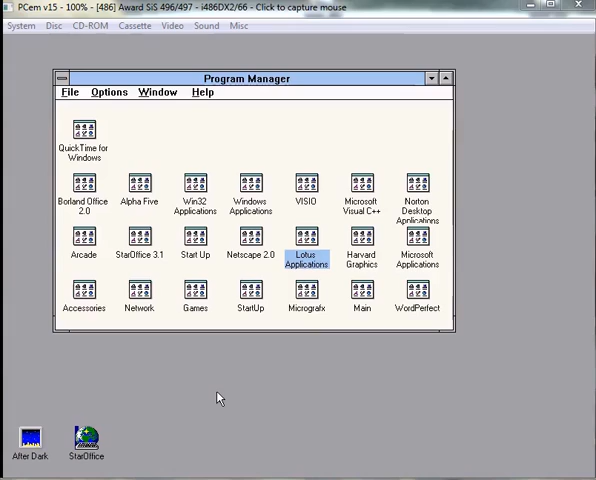 PCem v15 - 100% - [486] Award SiS 496/497 - i486DX2/66 - Click to capture mouse
System Disc CD-ROM Cassette Video Sound Misc
Program Manager
File Options Window Help
QuickTime for
Windows
Borland Office
2.0
Alpha Five
Win32
Applications
Windows
Applications
VISIO
Microsoft
Visual C++
Norton
Desktop
Applications
Arcade
StarOffice 3.1
Start Up
Netscape 2.0
Lotus
Applications
Harvard
Graphics
Microsoft
Applications
Accessories
Network
Games
StartUp
Micrografx
Main
WordPerfect
After Dark
StarOffice